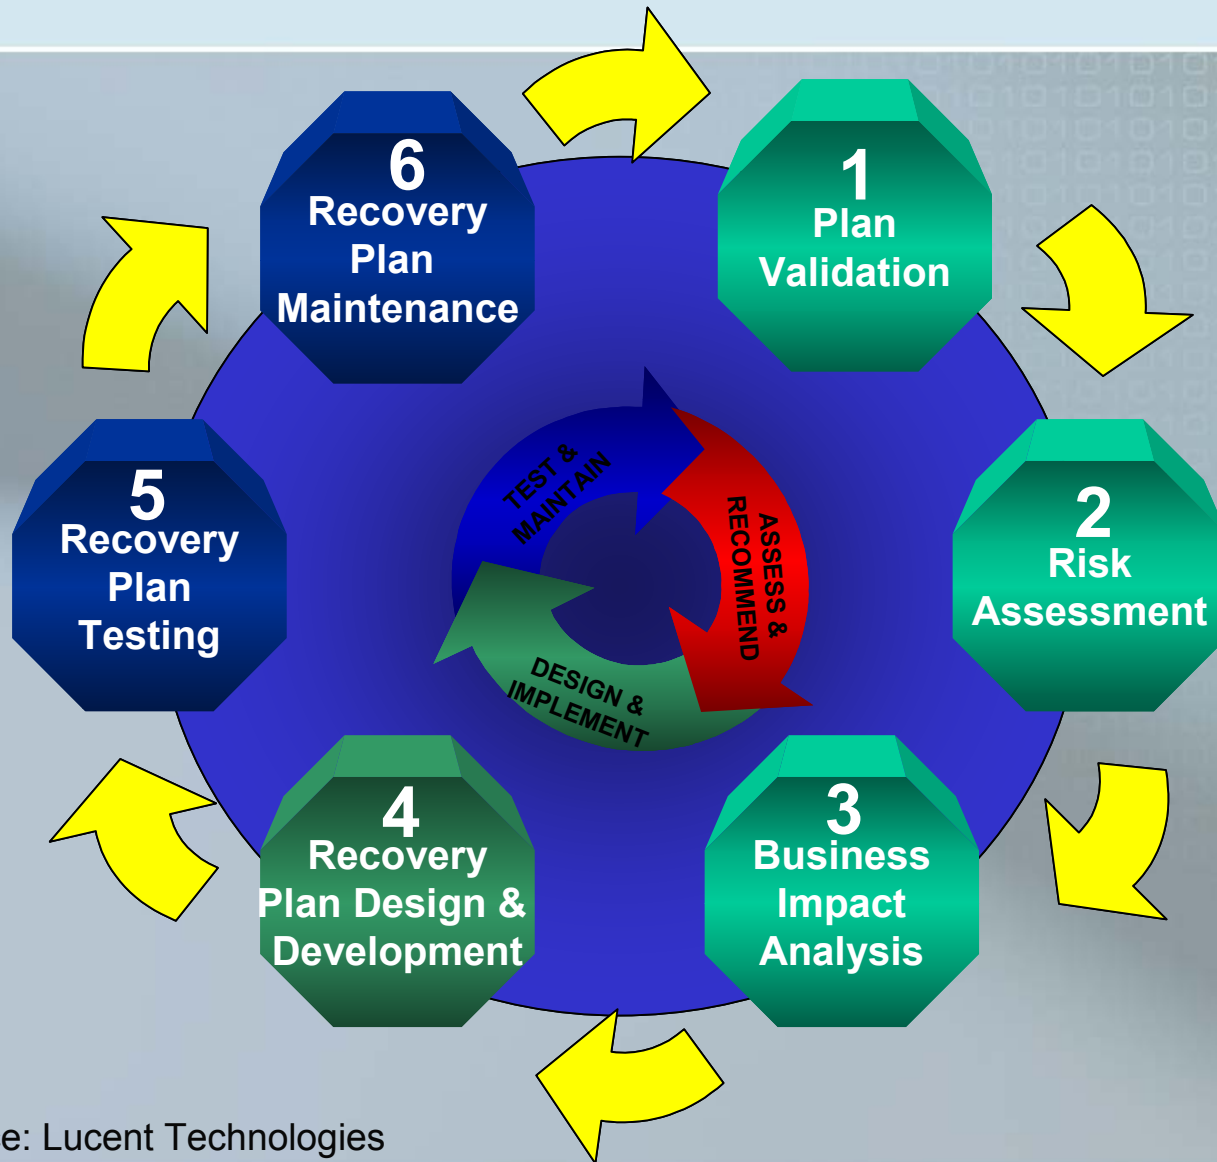 6
Recovery
Plan
Maintenance
1
Plan
Validation
5
Recovery
Plan
Testing
TEST &
MAINTAIN
ASSESS &
RECOMMEND
DESIGN &
IMPLEMENT
2
Risk
Assessment
4
Recovery
Plan Design &
Development
3
Business
Impact
Analysis
e: Lucent Technologies